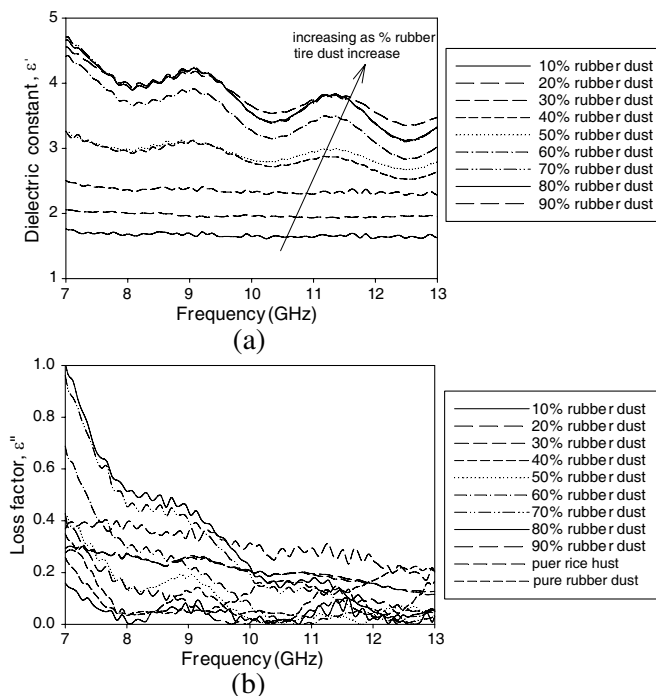 5
4
3
2
1
Dielectric constant, ε'
increasing as % rubber
tire dust increase
7 8 9 10 11 12 13
Frequency (GHz)
10% rubber dust
20% rubber dust
30% rubber dust
40% rubber dust
50% rubber dust
60% rubber dust
70% rubber dust
80% rubber dust
90% rubber dust
(a)
1.0
0.8
0.6
0.4
0.2
0.0
Loss factor, ε"
7 8 9 10 11 12 13
Frequency (GHz)
10% rubber dust
20% rubber dust
30% rubber dust
40% rubber dust
50% rubber dust
60% rubber dust
70% rubber dust
80% rubber dust
90% rubber dust
puer rice hust
pure rubber dust
(b)